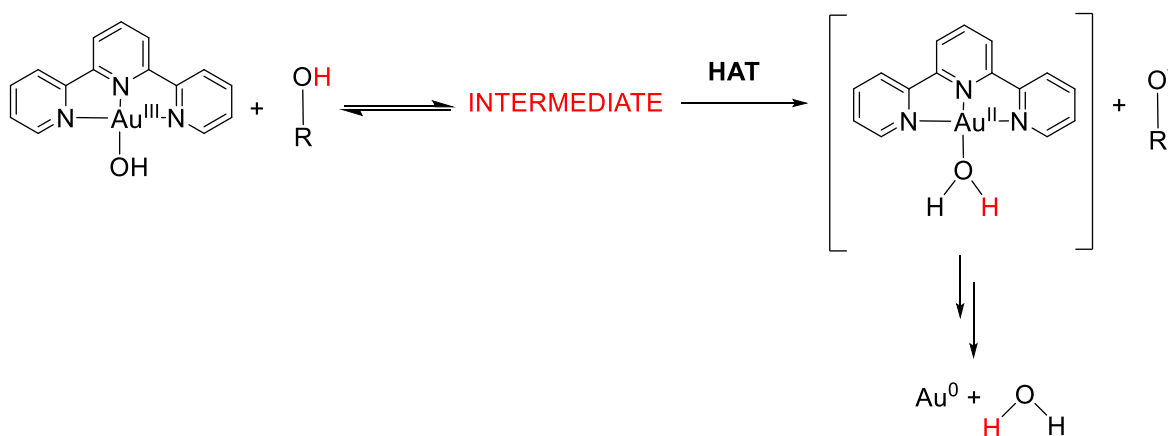 N
N
Au^III
N
OH
+
OH
R
INTERMEDIATE
HAT
N
N
Au^II
N
O
H
H
+
O·
R
Au^0 +
O
H
H